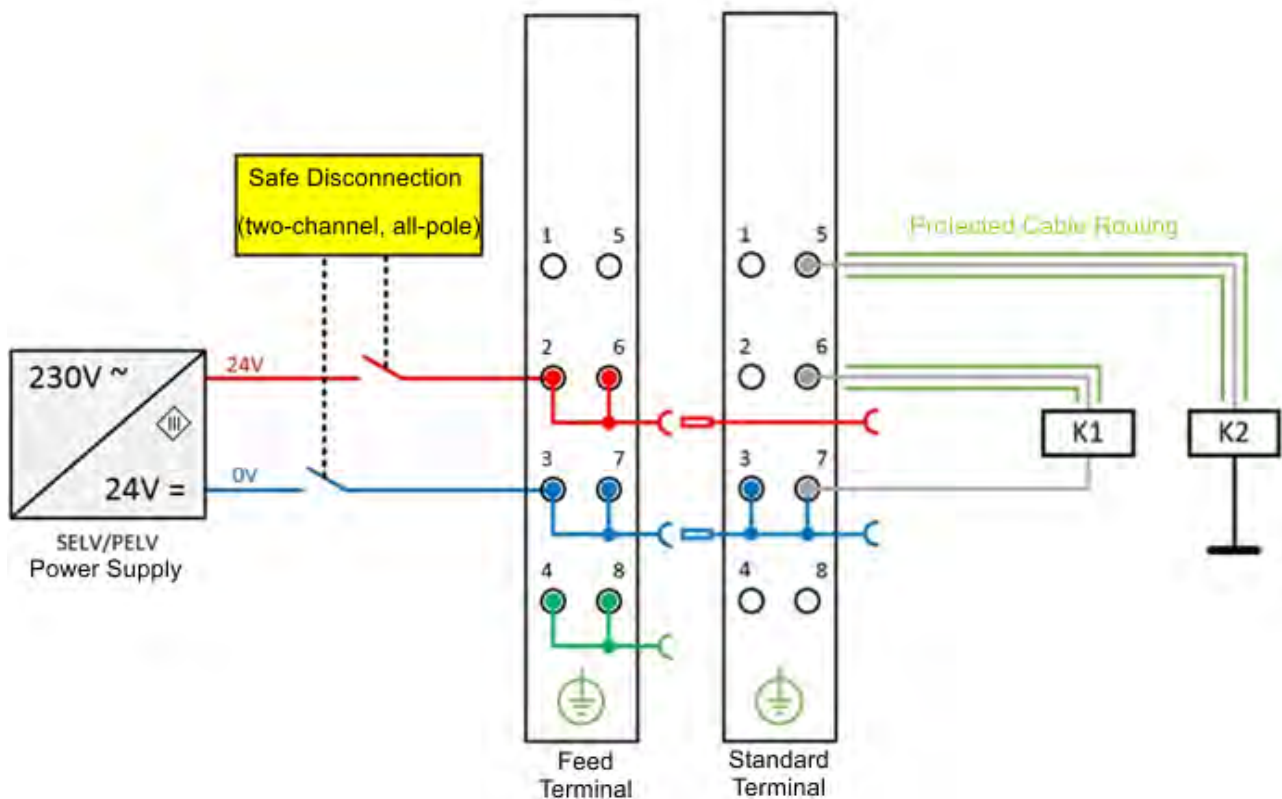 Safe Disconnection
(two-channel, all-pole)
230V ~
24V =
III
SELV/PELV
Power Supply
24V
0V
1 5
2 6
3 7
4 8
Feed
Terminal
1 5
2 6
3 7
4 8
Standard
Terminal
Protected Cable Routing
K1
K2